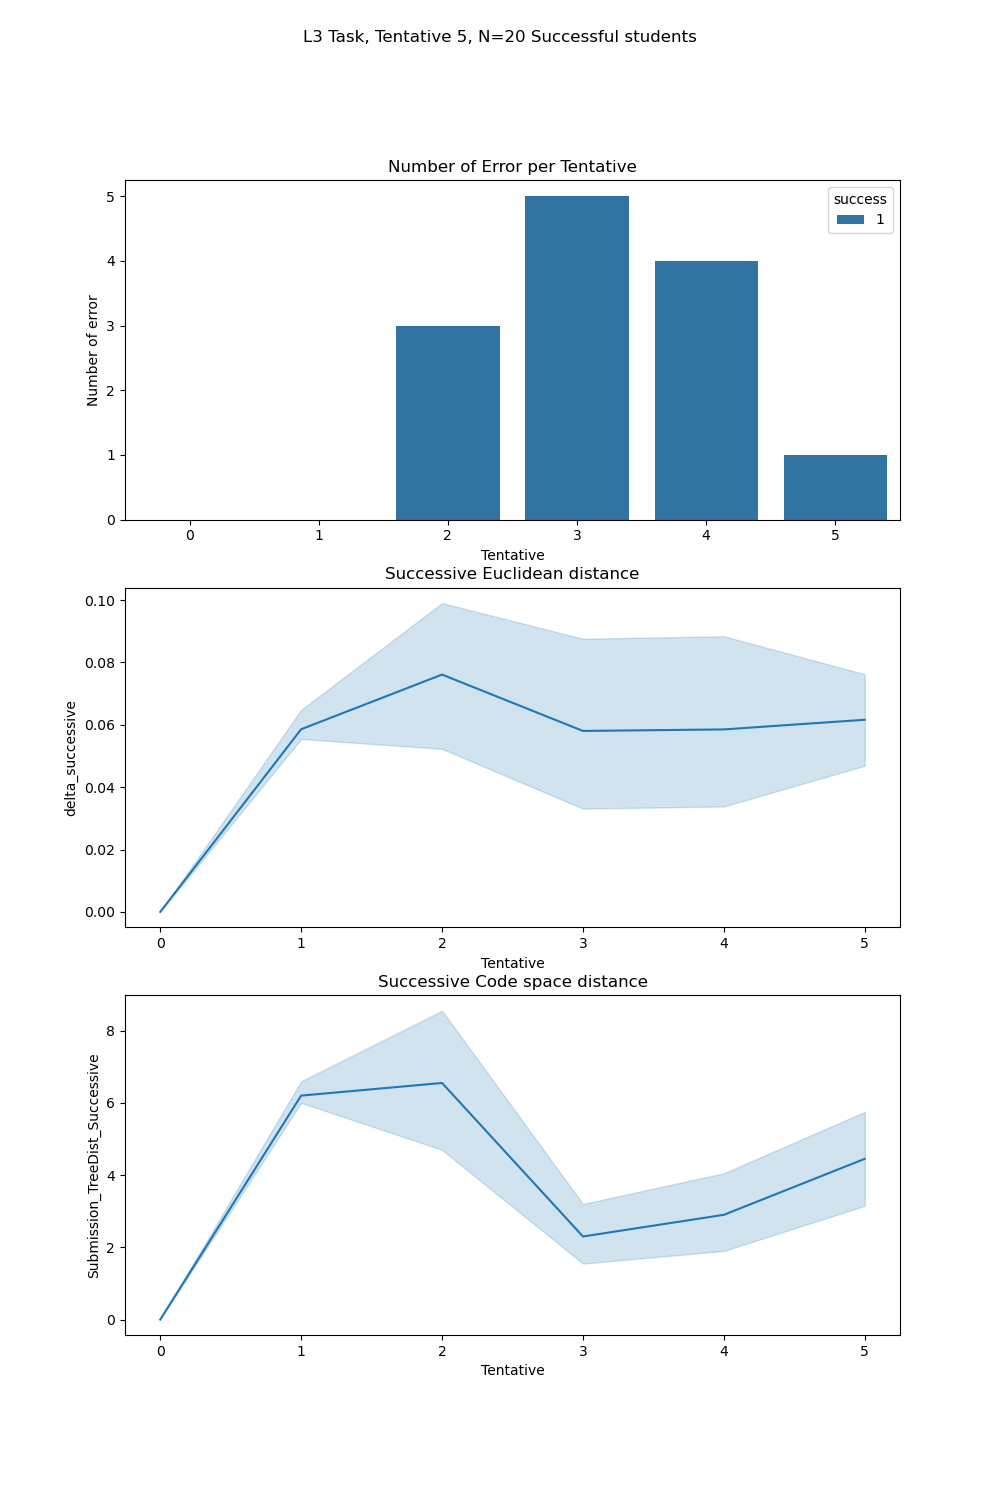 L3 Task, Tentative 5, N=20 Successful students
Number of Error per Tentative
success
1
Number of error
5
4
3
2
1
0
0 1 2 3 4 5
Tentative
Successive Euclidean distance
delta_successive
0.10
0.08
0.06
0.04
0.02
0.00
0 1 2 3 4 5
Tentative
Successive Code space distance
Submission_TreeDist_Successive
8
6
4
2
0
0 1 2 3 4 5
Tentative